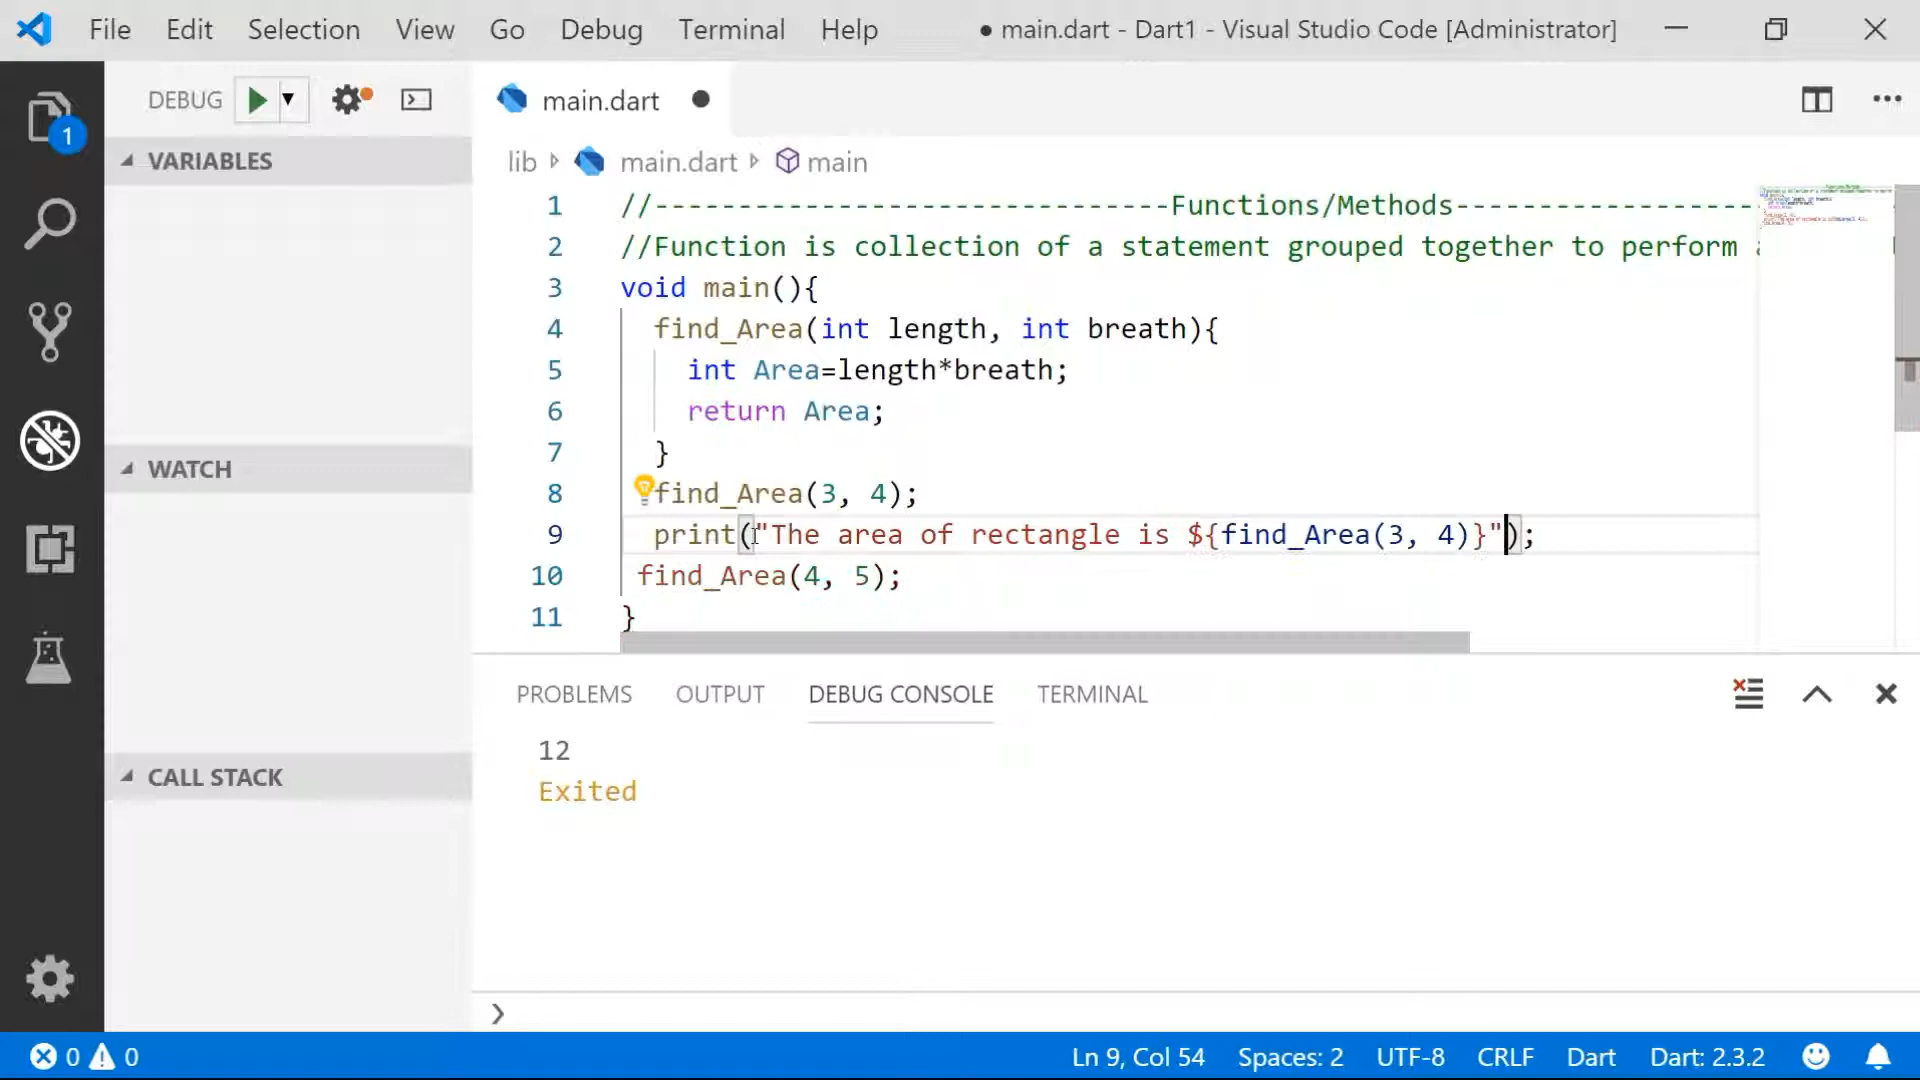 File Edit Selection View Go Debug Terminal Help ● main.dart - Dart1 - Visual Studio Code [Administrator]
DEBUG
main.dart
1
VARIABLES
WATCH
CALL STACK
lib main.dart main
1 //-------------------------------Functions/Methods------------------
2 //Function is collection of a statement grouped together to perform
3 void main(){
4 find_Area(int length, int breath){
5 int Area=length*breath;
6 return Area;
7 }
8 find_Area(3, 4);
9 print("The area of rectangle is ${find_Area(3, 4)}");
10 find_Area(4, 5);
11 }
PROBLEMS OUTPUT DEBUG CONSOLE TERMINAL
12
Exited
0 0 Ln 9, Col 54 Spaces: 2 UTF-8 CRLF Dart Dart: 2.3.2